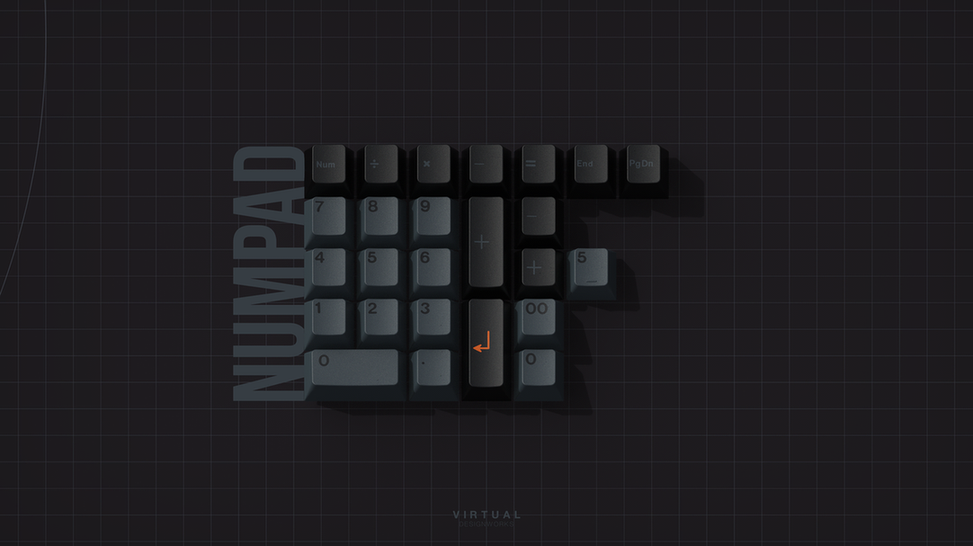 NUMPAD
Num ÷ × − = End PgDn
7 8 9 + −
4 5 6 + 5 _
1 2 3 00
0 . 0
VIRTUAL